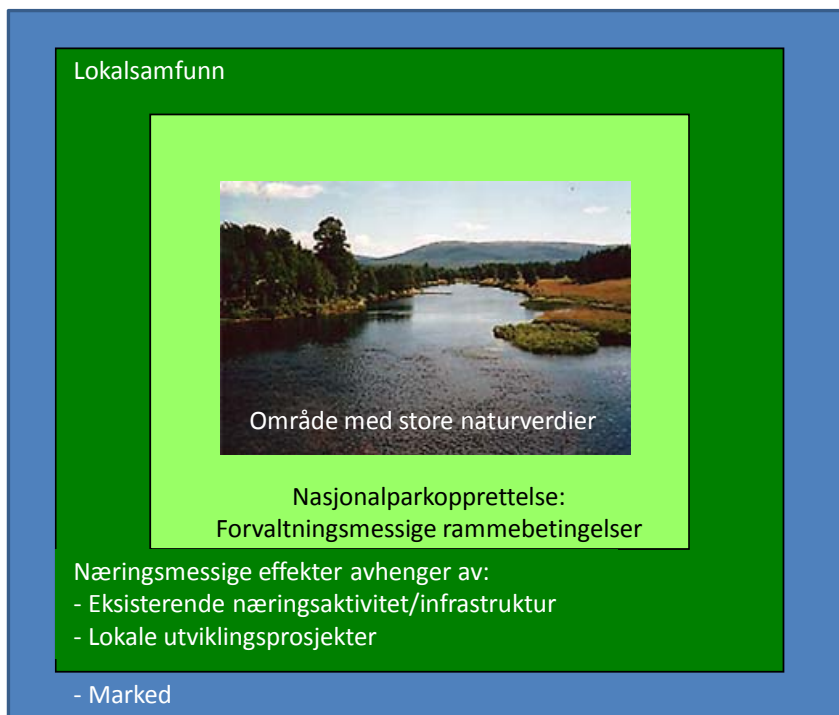 Lokalsamfunn
Område med store naturverdier
Nasjonalparkopprettelse:
Forvaltningsmessige rammebetingelser
Næringsmessige effekter avhenger av:
- Eksisterende næringsaktivitet/infrastruktur
- Lokale utviklingsprosjekter
- Marked